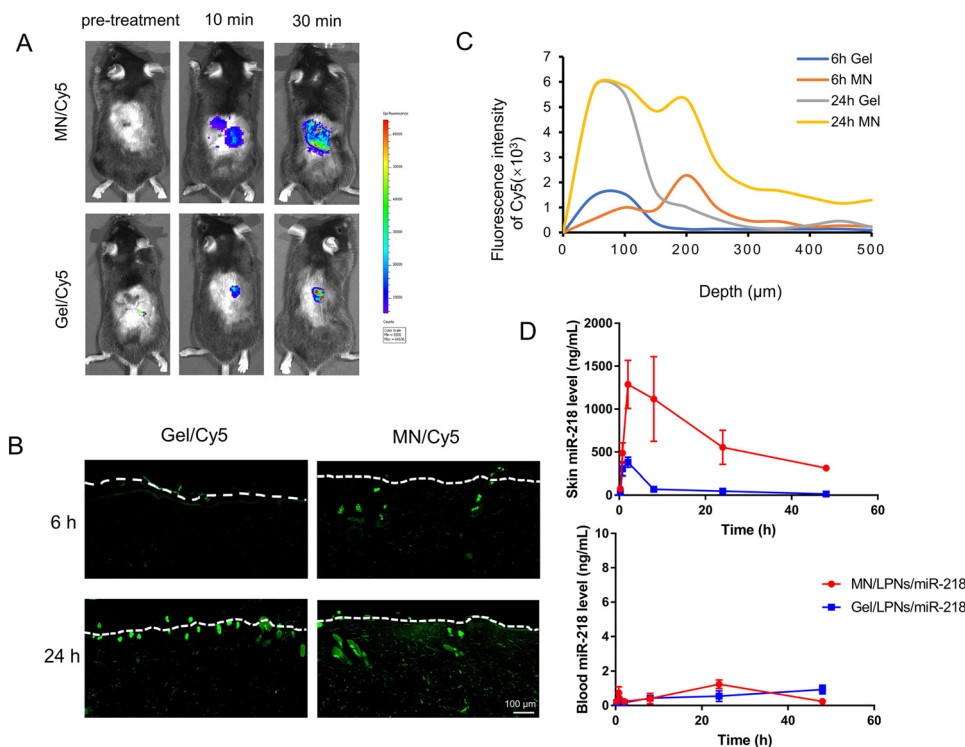 A
pre-treatment
10 min
30 min
MN/Cy5
Gel/Cy5
Counts
Color Scale
C
Fluorescence intensity
of Cy5(×10³)
7
6
5
4
3
2
1
0
0
100
200
300
400
500
Depth (μm)
6h Gel
6h MN
24h Gel
24h MN
B
Gel/Cy5
MN/Cy5
6 h
24 h
100 μm
D
Skin miR-218 level (ng/mL)
2000
1500
1000
500
0
0
20
40
60
Time (h)
Blood miR-218 level (ng/mL)
10
8
6
4
2
0
0
20
40
60
Time (h)
MN/LPNs/miR-218
Gel/LPNs/miR-218